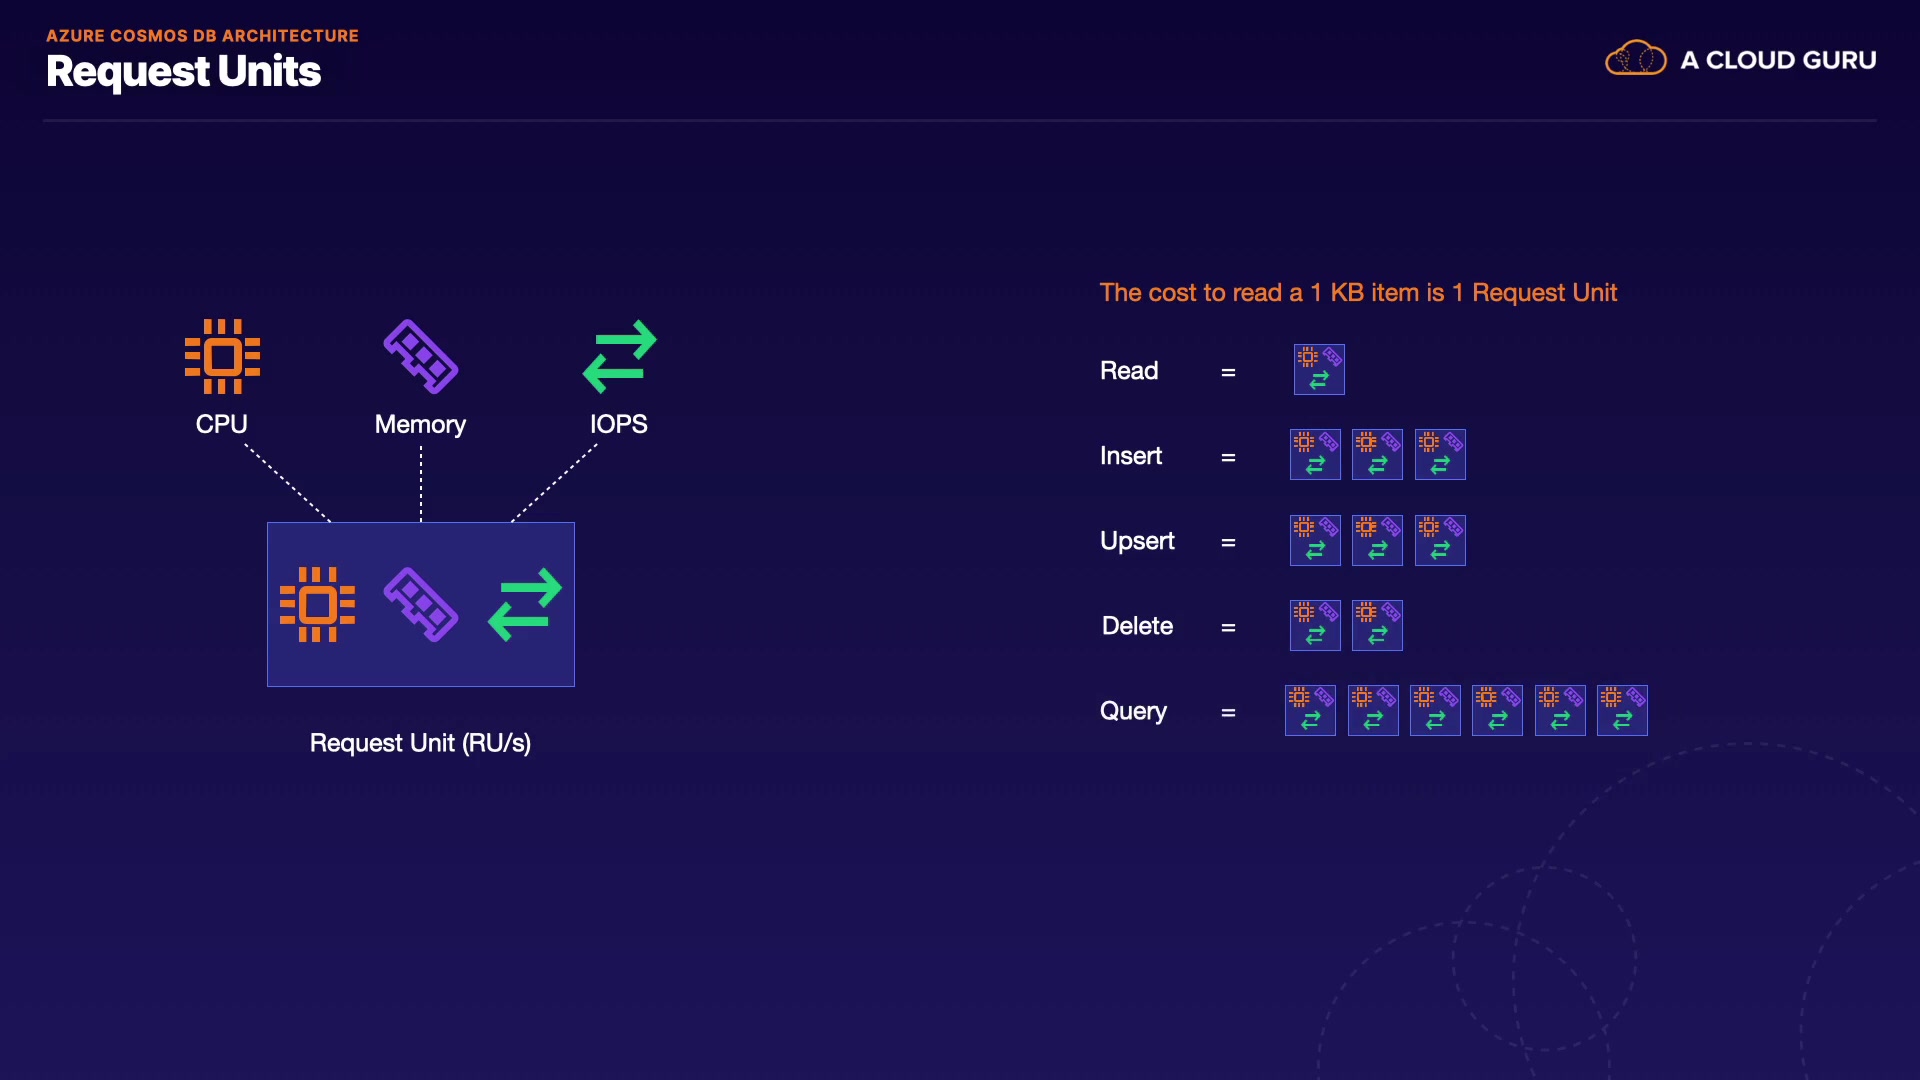 AZURE COSMOS DB ARCHITECTURE
Request Units
A CLOUD GURU
CPU
Memory
IOPS
Request Unit (RU/s)
The cost to read a 1 KB item is 1 Request Unit
Read =
Insert =
Upsert =
Delete =
Query =